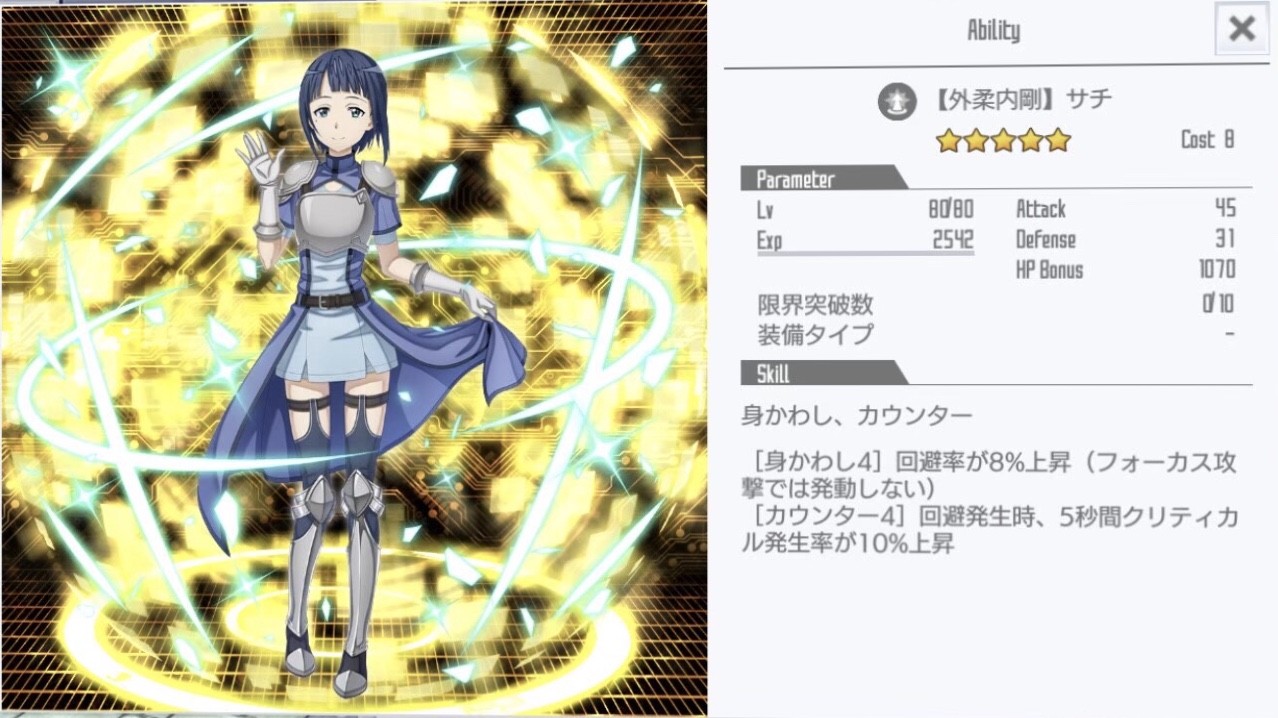 Ability
【外柔内剛】サチ
Cost 8
Parameter
Lv 80/80
Attack 45
Exp 2542
Defense 31
HP Bonus 1070
限界突破数 0/10
装備タイプ -
Skill
身かわし、カウンター
［身かわし4］回避率が8%上昇（フォーカス攻
撃では発動しない）
［カウンター4］回避発生時、5秒間クリティカ
ル発生率が10%上昇